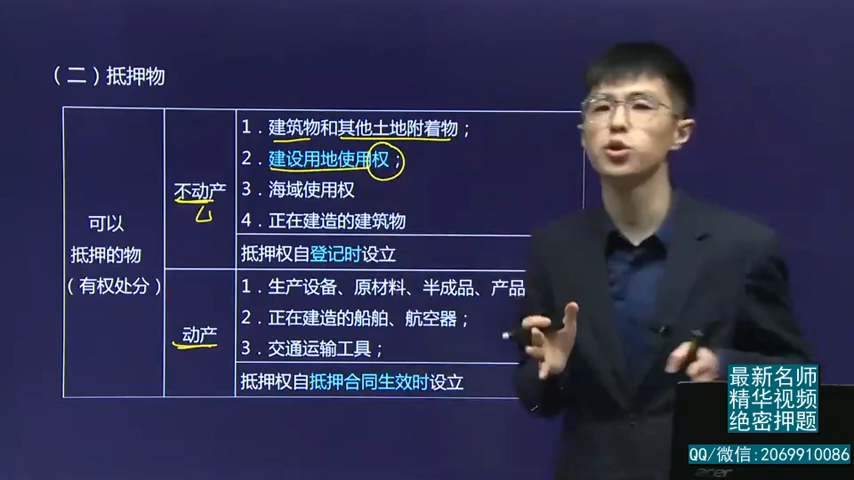 （二）抵押物
可以
抵押的物
（有权处分）
不动产
1．建筑物和其他土地附着物；
2．建设用地使用权；
3．海域使用权
4．正在建造的建筑物
抵押权自登记时设立
动产
1．生产设备、原材料、半成品、产品
2．正在建造的船舶、航空器；
3．交通运输工具；
抵押权自抵押合同生效时设立
最新名师
精华视频
绝密押题
QQ/微信:2069910086
acer